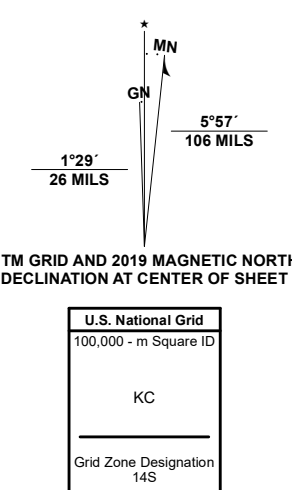 ★
MN
GN
5°57´
106 MILS
1°29´
26 MILS
TM GRID AND 2019 MAGNETIC NORTH
DECLINATION AT CENTER OF SHEET
U.S. National Grid
100,000 - m Square ID
KC
Grid Zone Designation
14S